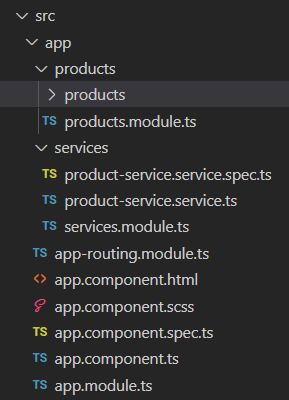 src
app
products
products
TS products.module.ts
services
TS product-service.service.spec.ts
TS product-service.service.ts
TS services.module.ts
TS app-routing.module.ts
<> app.component.html
app.component.scss
TS app.component.spec.ts
TS app.component.ts
TS app.module.ts